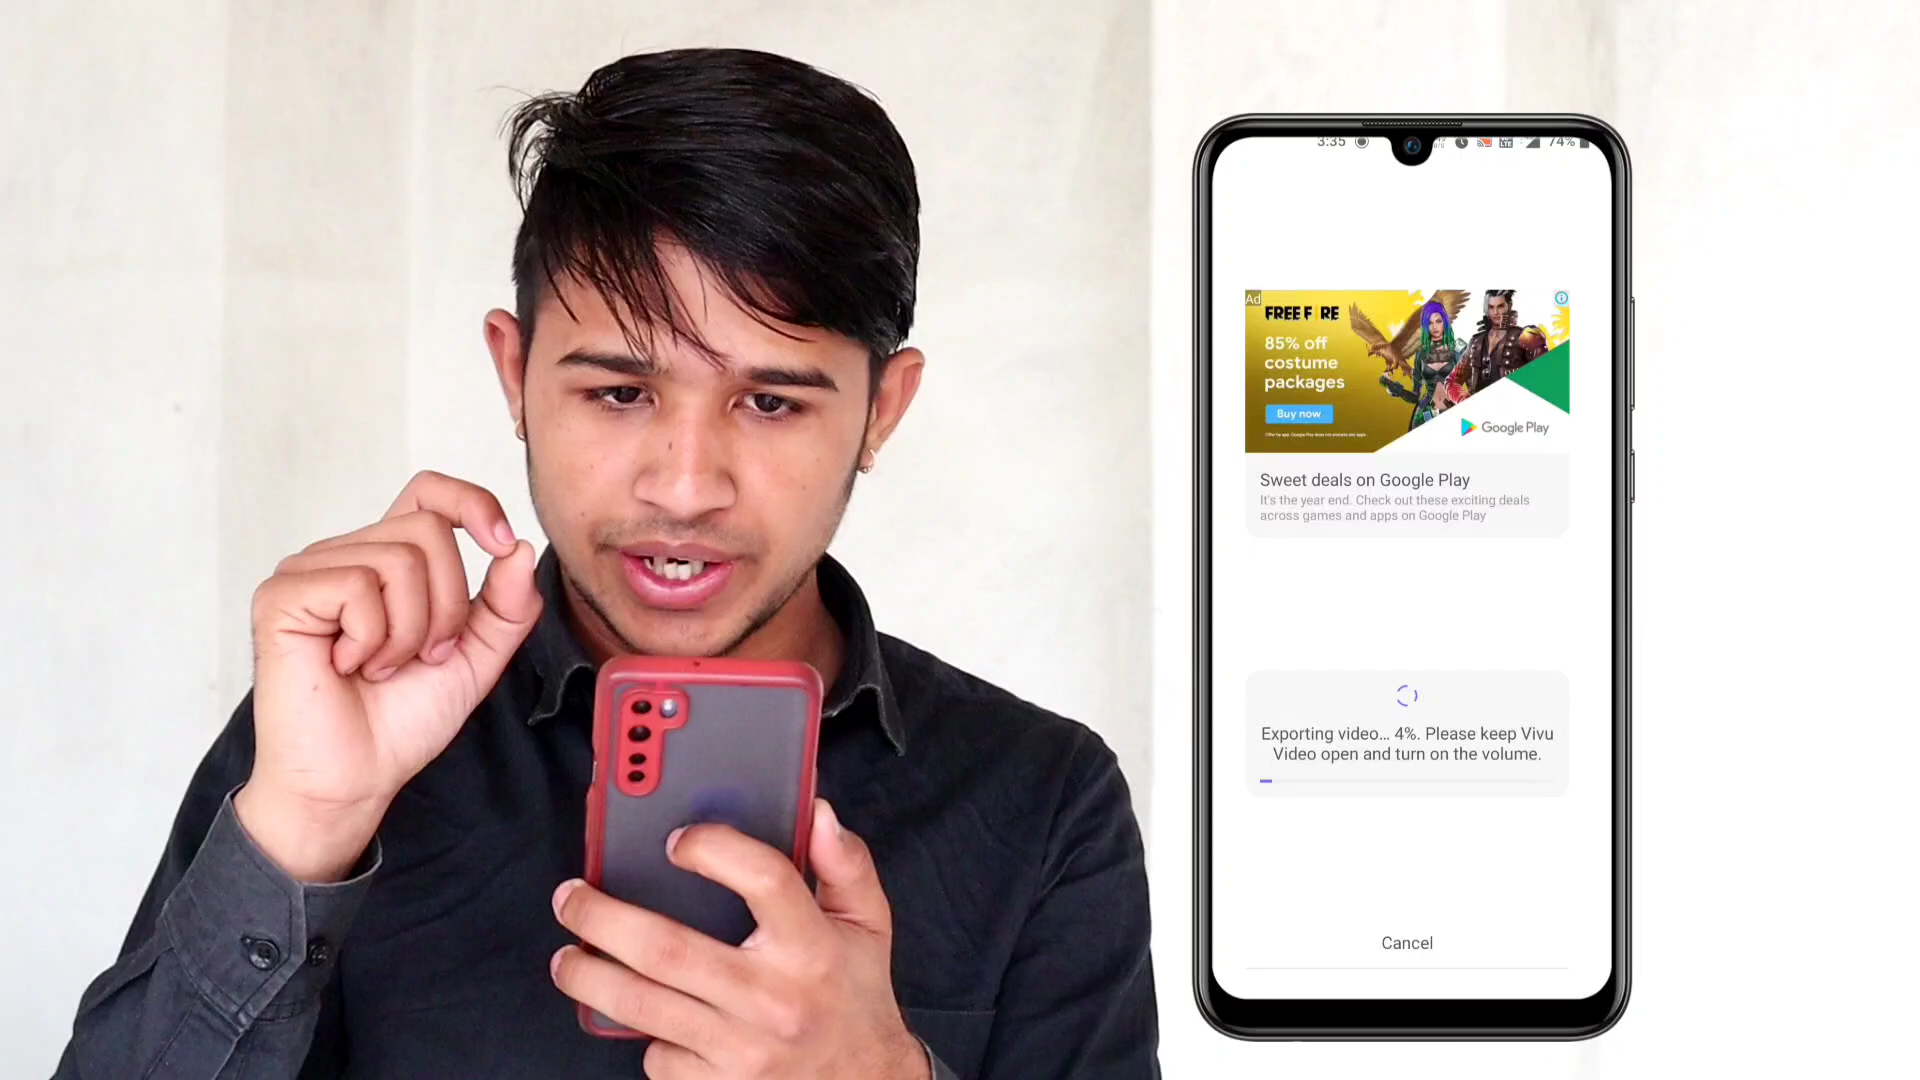 3:35
74%
Ad
FREE FIRE
85% off
costume
packages
Buy now
Google Play
Sweet deals on Google Play
It's the year end. Check out these exciting deals
across games and apps on Google Play
Exporting video... 4%. Please keep Vivu
Video open and turn on the volume.
Cancel